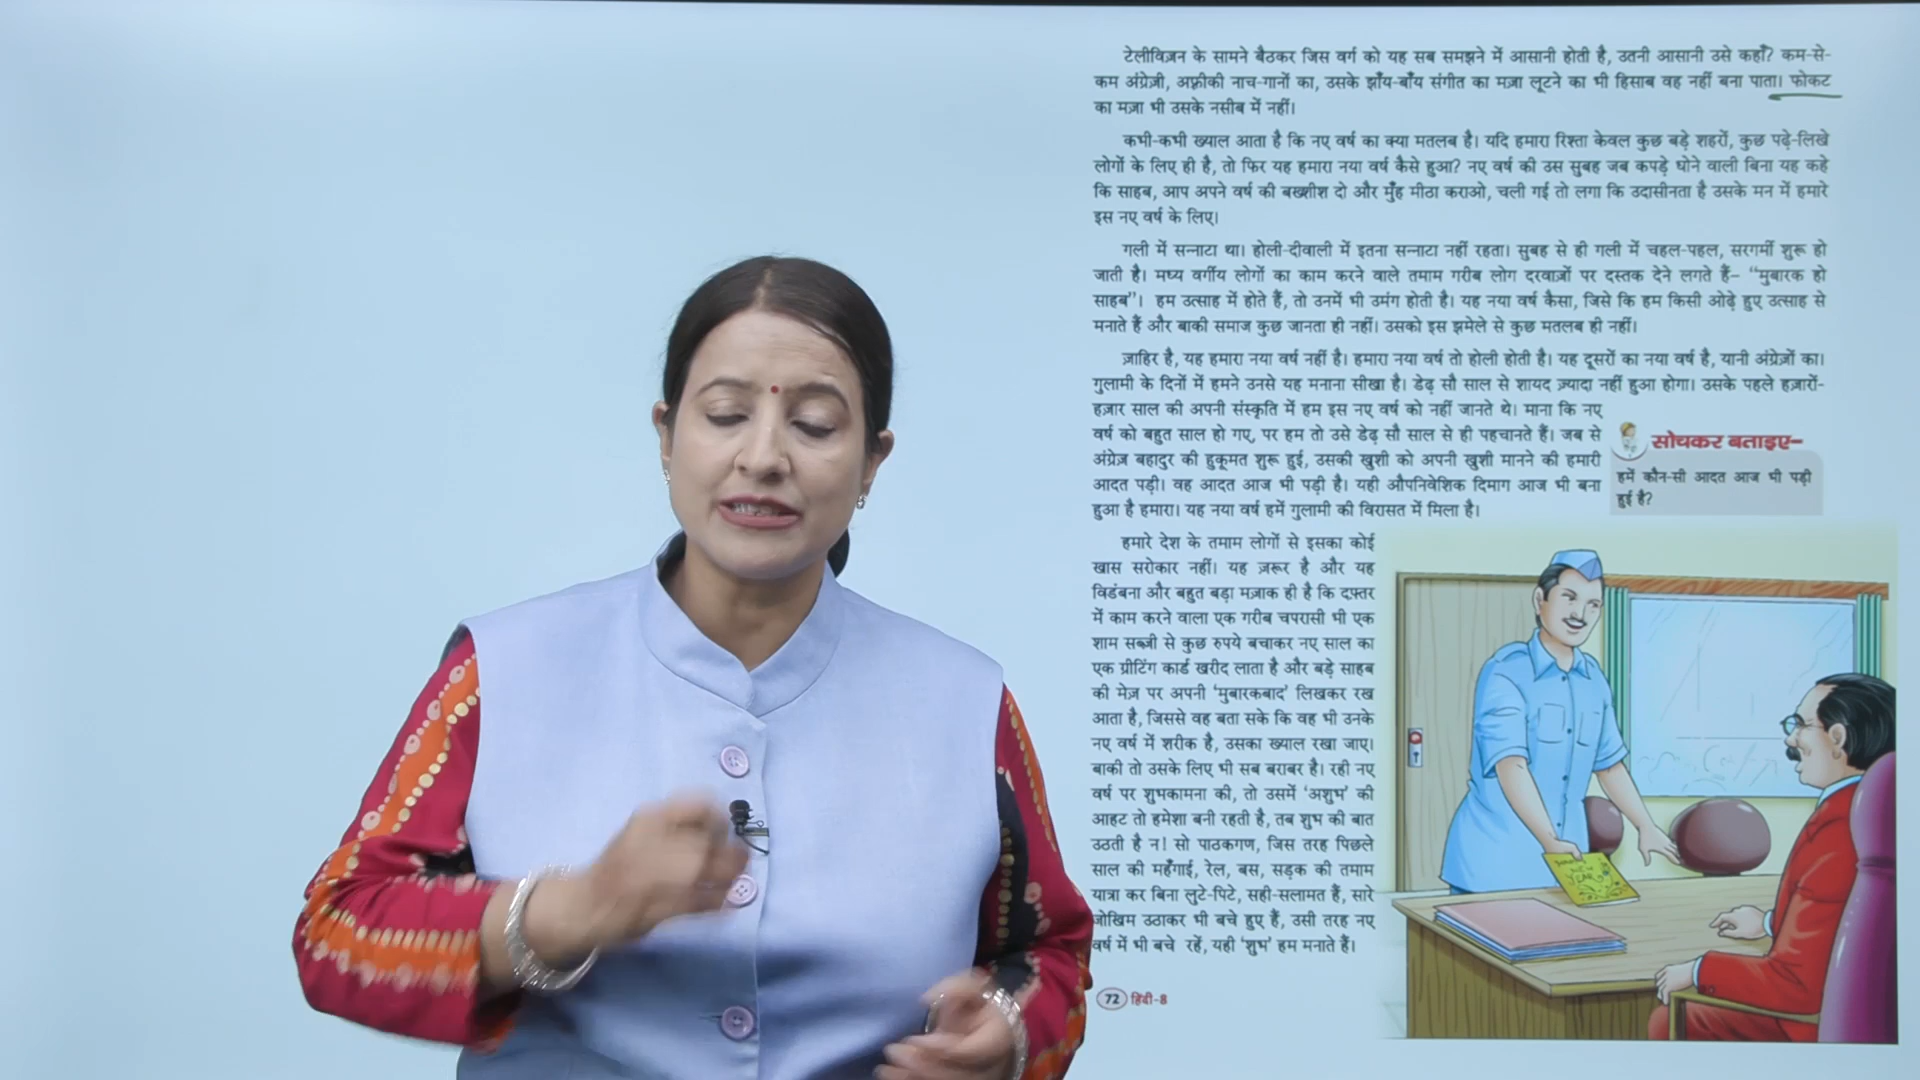 टेलीविज़न के सामने बैठकर जिस वर्ग को यह सब समझने में आसानी होती है, उतनी आसानी उसे कहाँ? कम-से-
कम अंग्रेज़ी, अफ़्रीकी नाच-गानों का, उसके झाँय-बाँय संगीत का मज़ा लूटने का भी हिसाब वह नहीं बना पाता। फोकट
का मज़ा भी उसके नसीब में नहीं।
कभी-कभी ख्याल आता है कि नए वर्ष का क्या मतलब है। यदि हमारा रिश्ता केवल कुछ बड़े शहरों, कुछ पढ़े-लिखे
लोगों के लिए ही है, तो फिर यह हमारा नया वर्ष कैसे हुआ? नए वर्ष की उस सुबह जब कपड़े धोने वाली बिना यह कहे
कि साहब, आप अपने वर्ष की बख्शीश दो और मुँह मीठा कराओ, चली गई तो लगा कि उदासीनता है उसके मन में हमारे
इस नए वर्ष के लिए।
गली में सन्नाटा था। होली-दीवाली में इतना सन्नाटा नहीं रहता। सुबह से ही गली में चहल-पहल, सरगर्मी शुरू हो
जाती है। मध्य वर्गीय लोगों का काम करने वाले तमाम गरीब लोग दरवाज़ों पर दस्तक देने लगते हैं– “मुबारक हो
साहब”। हम उत्साह में होते हैं, तो उनमें भी उमंग होती है। यह नया वर्ष कैसा, जिसे कि हम किसी ओढ़े हुए उत्साह से
मनाते हैं और बाकी समाज कुछ जानता ही नहीं। उसको इस झमेले से कुछ मतलब ही नहीं।
ज़ाहिर है, यह हमारा नया वर्ष नहीं है। हमारा नया वर्ष तो होली होती है। यह दूसरों का नया वर्ष है, यानी अंग्रेज़ों का।
गुलामी के दिनों में हमने उनसे यह मनाना सीखा है। डेढ़ सौ साल से शायद ज़्यादा नहीं हुआ होगा। उसके पहले हज़ारों-
हज़ार साल की अपनी संस्कृति में हम इस नए वर्ष को नहीं जानते थे। माना कि नए
वर्ष को बहुत साल हो गए, पर हम तो उसे डेढ़ सौ साल से ही पहचानते हैं। जब से
अंग्रेज़ बहादुर की हुकूमत शुरू हुई, उसकी खुशी को अपनी खुशी मानने की हमारी
आदत पड़ी। वह आदत आज भी पड़ी है। यही औपनिवेशिक दिमाग आज भी बना
हुआ है हमारा। यह नया वर्ष हमें गुलामी की विरासत में मिला है।
सोचकर बताइए–
हमें कौन-सी आदत आज भी पड़ी
हुई है?
हमारे देश के तमाम लोगों से इसका कोई
खास सरोकार नहीं। यह ज़रूर है और यह
विडंबना और बहुत बड़ा मज़ाक ही है कि दफ़्तर
में काम करने वाला एक गरीब चपरासी भी एक
शाम सब्ज़ी से कुछ रुपये बचाकर नए साल का
एक ग्रीटिंग कार्ड खरीद लाता है और बड़े साहब
की मेज़ पर अपनी ‘मुबारकबाद’ लिखकर रख
आता है, जिससे वह बता सके कि वह भी उनके
नए वर्ष में शरीक है, उसका ख्याल रखा जाए।
बाकी तो उसके लिए भी सब बराबर है। रही नए
वर्ष पर शुभकामना की, तो उसमें ‘अशुभ’ की
आहट तो हमेशा बनी रहती है, तब शुभ की बात
उठती है न! सो पाठकगण, जिस तरह पिछले
साल की महँगाई, रेल, बस, सड़क की तमाम
यात्रा कर बिना लुटे-पिटे, सही-सलामत हैं, सारे
जोखिम उठाकर भी बचे हुए हैं, उसी तरह नए
वर्ष में भी बचे रहें, यही ‘शुभ’ हम मनाते हैं।
NEW
YEAR
72 हिंदी-8